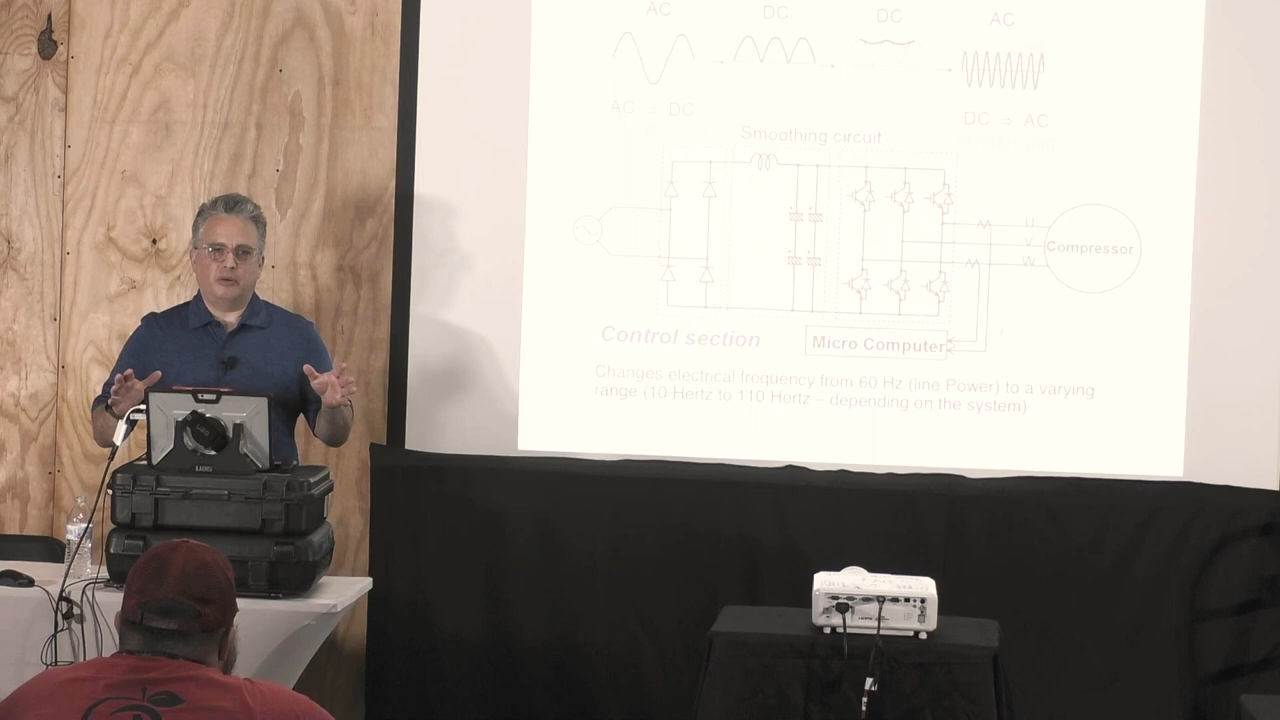 AC
DC
DC
AC
AC DC
DC ⇒ AC
Smoothing circuit
U
V
W
Compressor
Control section
Micro Computer
Changes electrical frequency from 60 Hz (line Power) to a varying
range (10 Hertz to 110 Hertz – depending on the system)